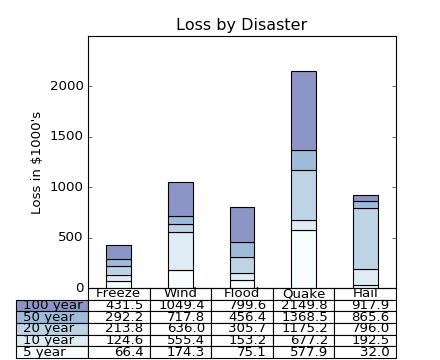 Loss by Disaster
Loss in $1000's
2000
1500
1000
500
0
Freeze Wind Flood Quake Hail
100 year 431.5 1049.4 799.6 2149.8 917.9
50 year 292.2 717.8 456.4 1368.5 865.6
20 year 213.8 636.0 305.7 1175.2 796.0
10 year 124.6 555.4 153.2 677.2 192.5
5 year 66.4 174.3 75.1 577.9 32.0